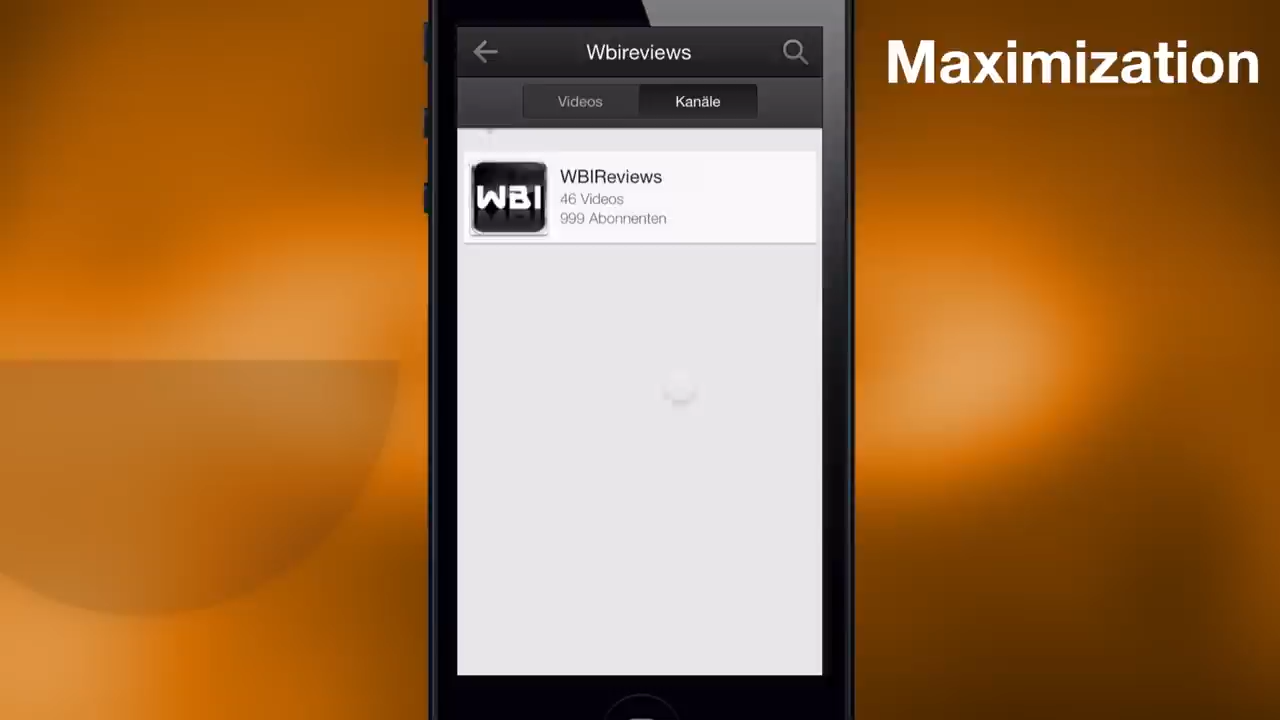 Maximization
Wbireviews
Videos Kanäle
WBI
WBIReviews
46 Videos
999 Abonnenten